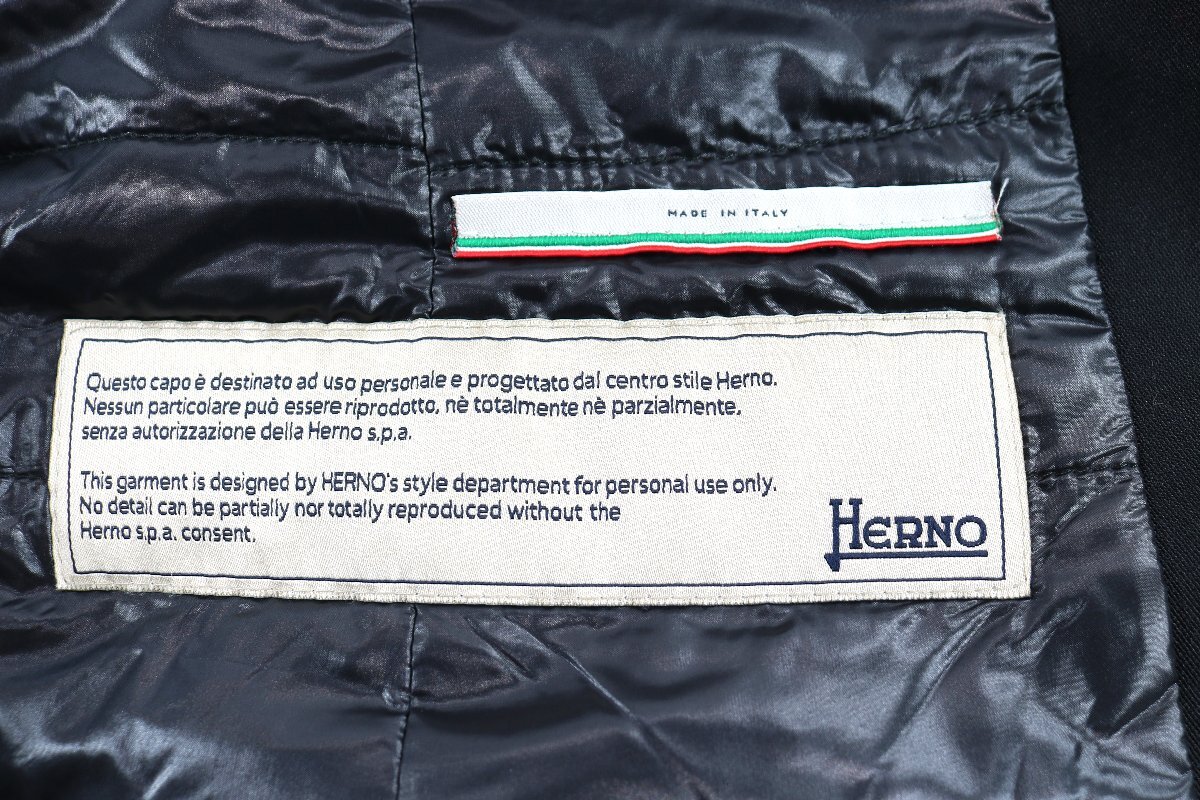 MADE IN ITALY
Questo capo è destinato ad uso personale e progettato dal centro stile Herno.
Nessun particolare può essere riprodotto, nè totalmente nè parzialmente,
senza autorizzazione della Herno s.p.a.
This garment is designed by HERNO's style department for personal use only.
No detail can be partially nor totally reproduced without the
Herno s.p.a. consent.
HERNO